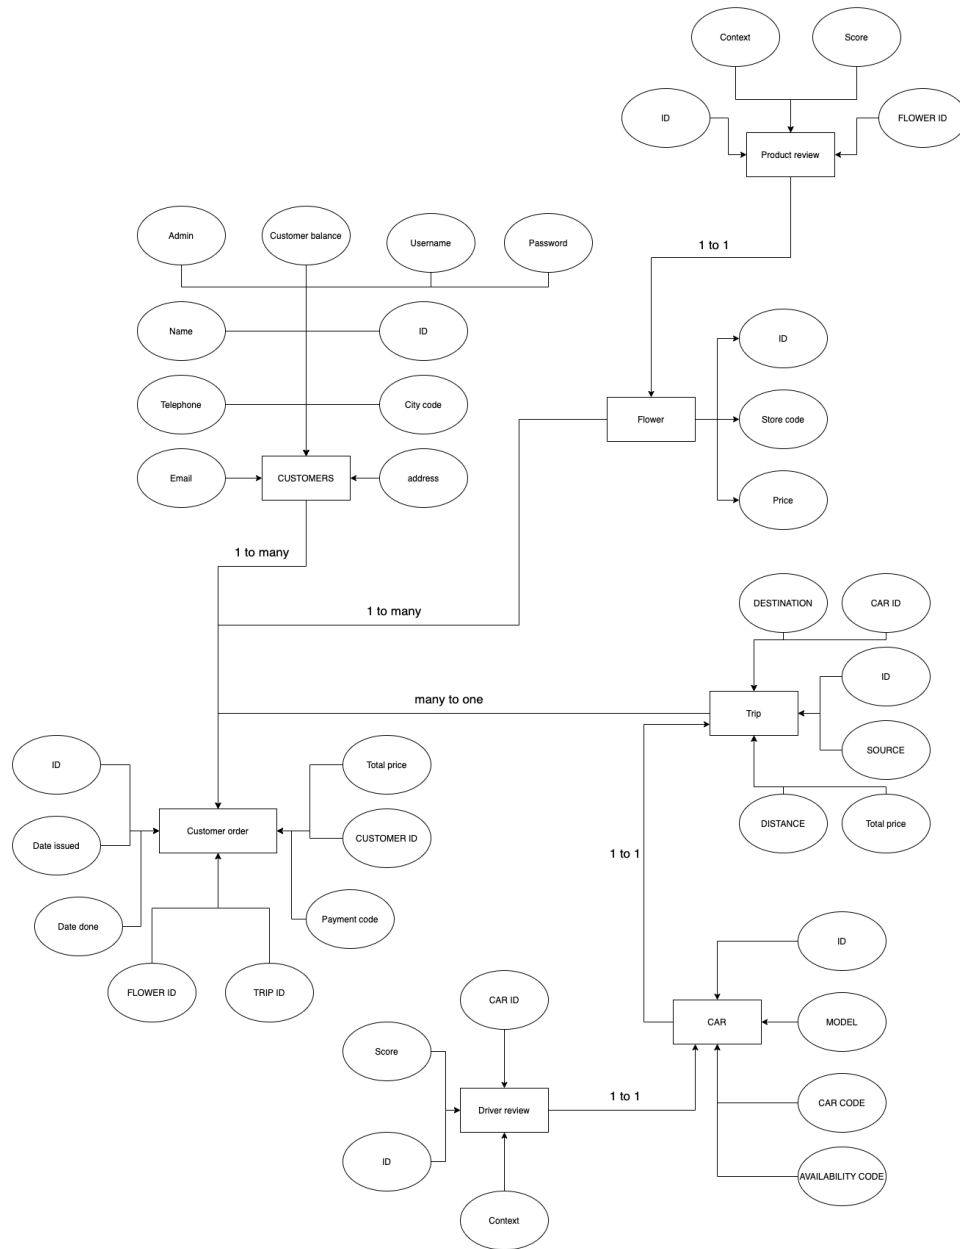 Context
Score
ID
FLOWER ID
Product review
1 to 1
Admin
Customer balance
Username
Password
Name
ID
Telephone
City code
Email
CUSTOMERS
address
Flower
ID
Store code
Price
1 to many
1 to many
many to one
DESTINATION
CAR ID
ID
Trip
SOURCE
DISTANCE
Total price
ID
Total price
Customer order
Date issued
CUSTOMER ID
Date done
Payment code
FLOWER ID
TRIP ID
1 to 1
ID
CAR
MODEL
CAR CODE
AVAILABILITY CODE
CAR ID
Score
Driver review
1 to 1
ID
Context